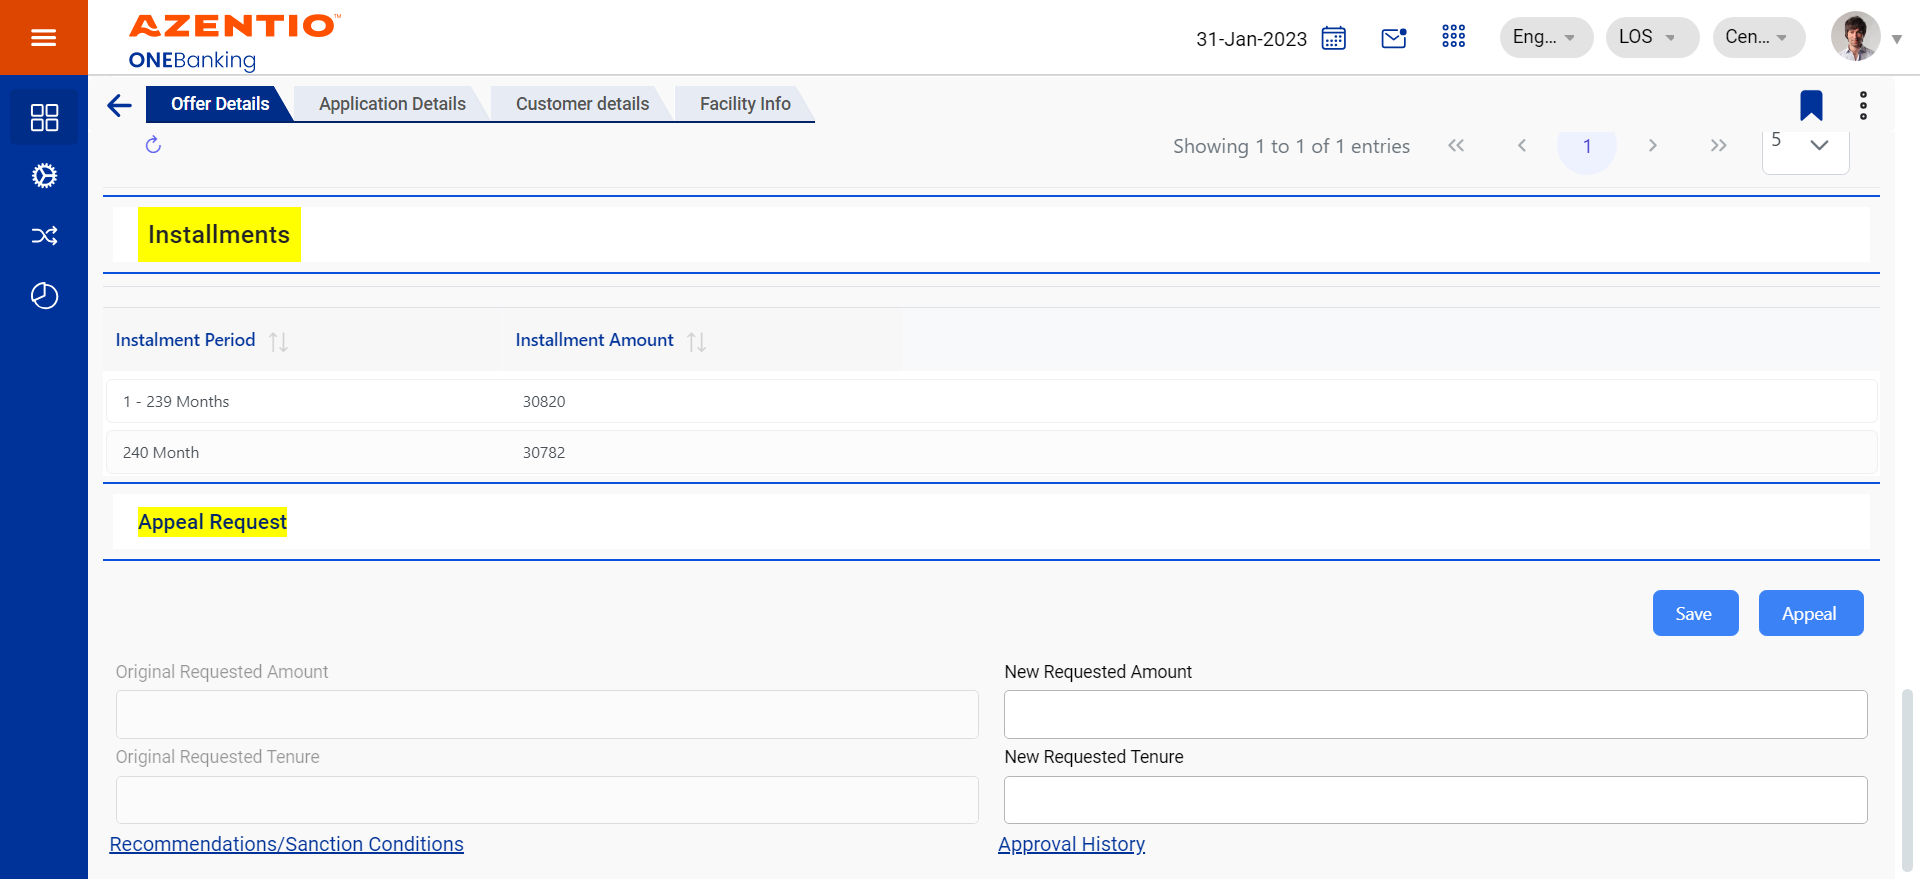 AZENTIO™
ONEBanking
31-Jan-2023
Eng...
LOS
Cen...
Offer Details
Application Details
Customer details
Facility Info
Showing 1 to 1 of 1 entries
1
5
Installments
Instalment Period
Installment Amount
1 - 239 Months
30820
240 Month
30782
Appeal Request
Save
Appeal
Original Requested Amount
New Requested Amount
Original Requested Tenure
New Requested Tenure
Recommendations/Sanction Conditions
Approval History